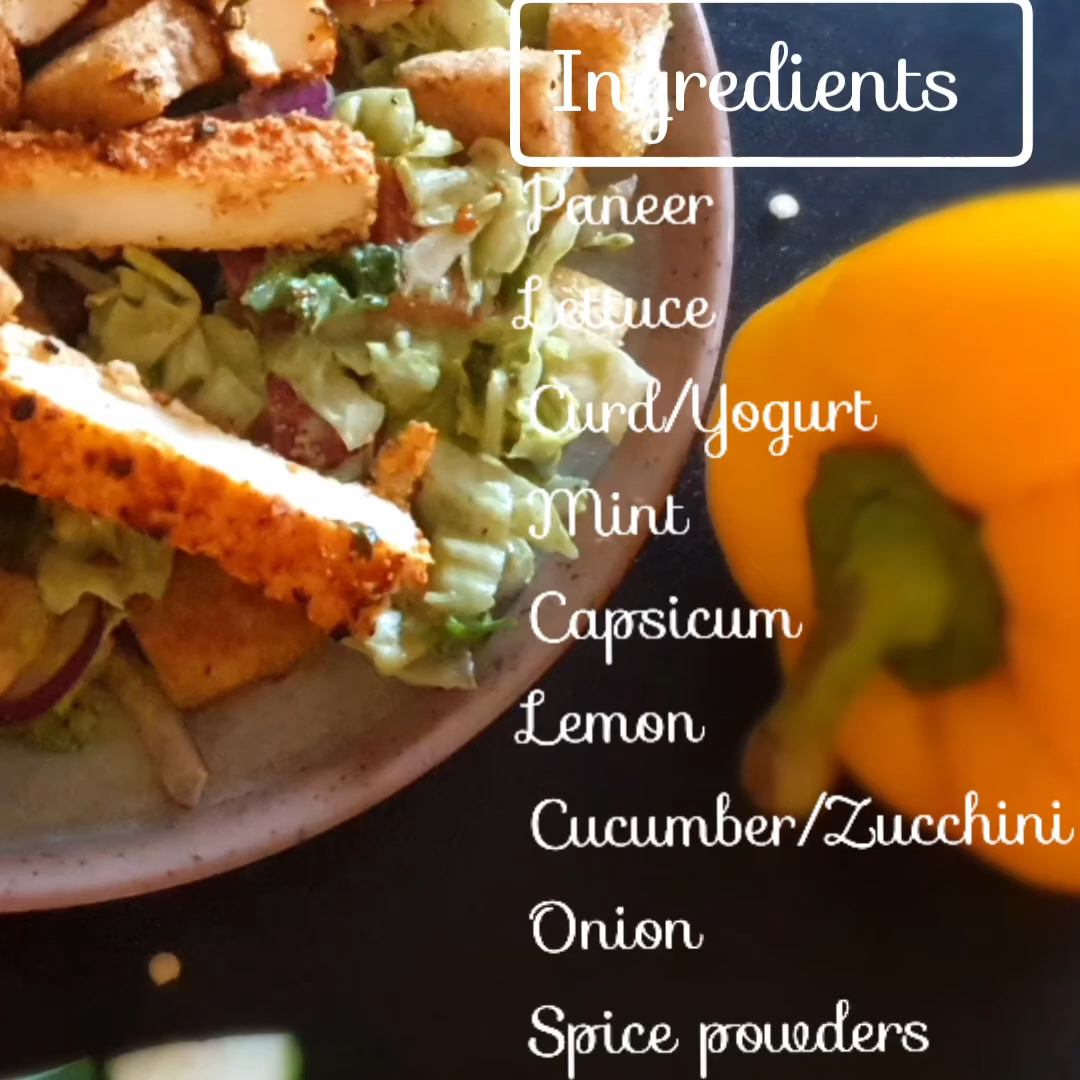 Ingredients
Paneer
Lettuce
Curd/Yogurt
Mint
Capsicum
Lemon
Cucumber/Zucchini
Onion
Spice powders